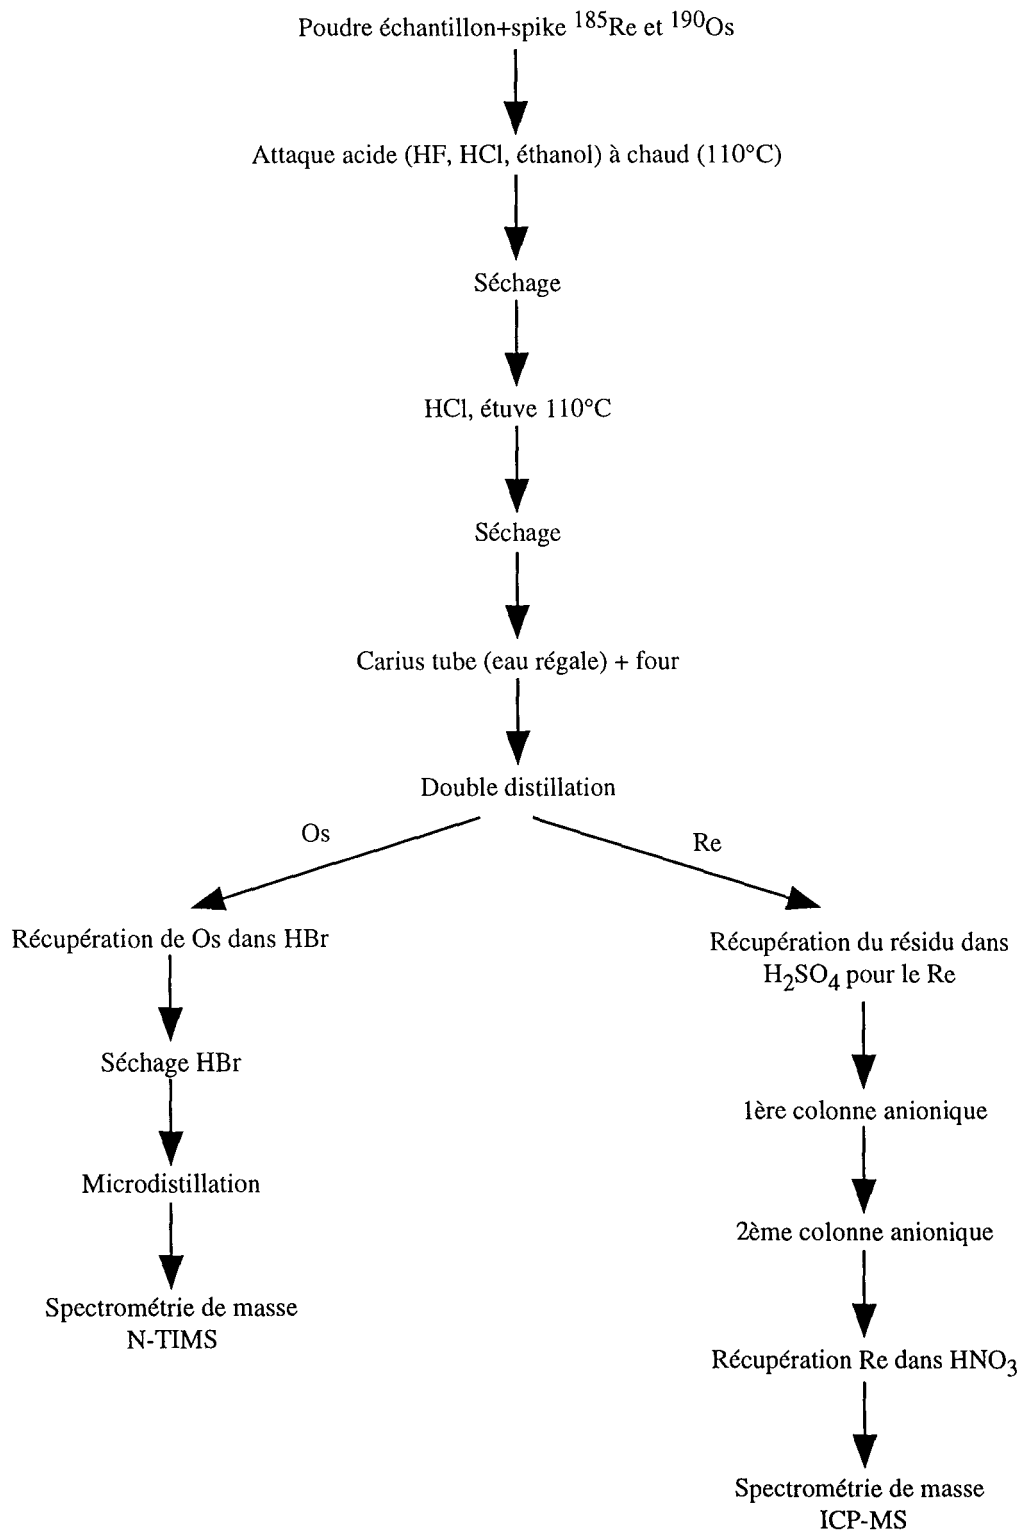 Poudre échantillon+spike ¹⁸⁵Re et ¹⁹⁰Os
Attaque acide (HF, HCl, éthanol) à chaud (110°C)
Séchage
HCl, étuve 110°C
Séchage
Carius tube (eau régale) + four
Double distillation
Os
Re
Récupération de Os dans HBr
Séchage HBr
Microdistillation
Spectrométrie de masse
N-TIMS
Récupération du résidu dans
H₂SO₄ pour le Re
1ère colonne anionique
2ème colonne anionique
Récupération Re dans HNO₃
Spectrométrie de masse
ICP-MS